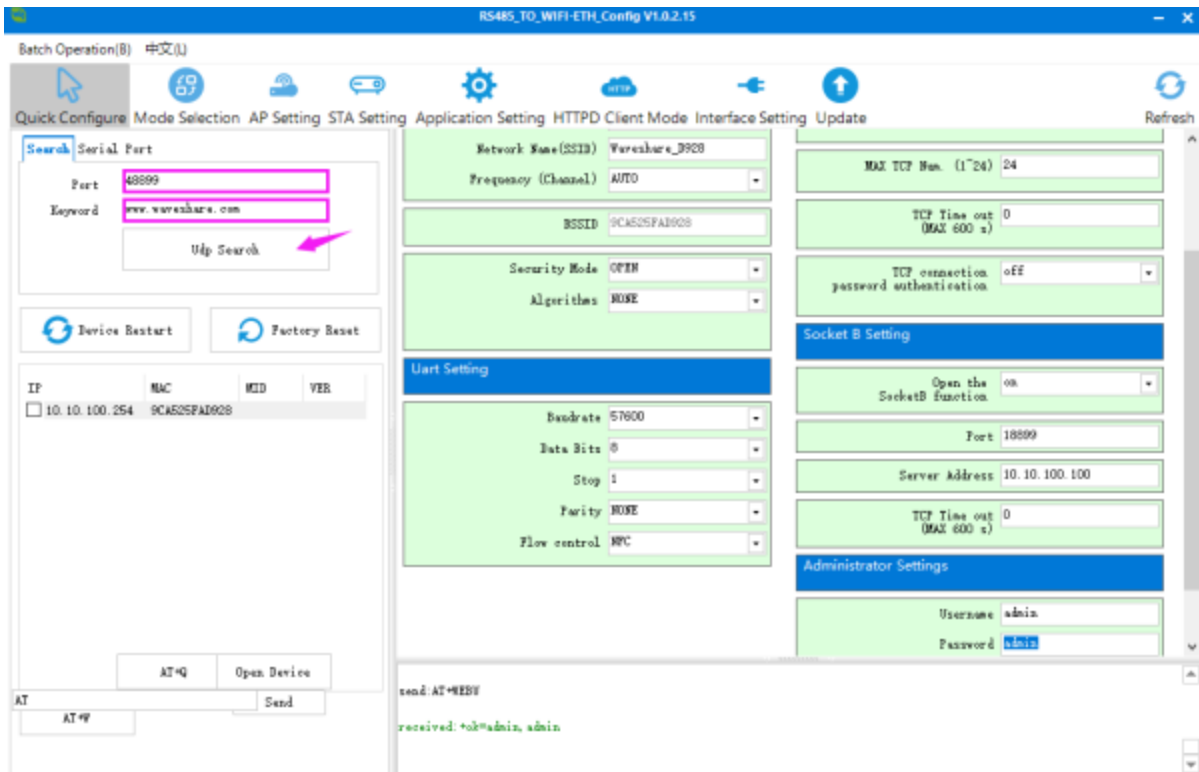 RS485_TO_WIFI-ETH_Config V1.0.2.15
Batch Operation(B) 中文(L)
Quick Configure Mode Selection AP Setting STA Setting Application Setting HTTPD Client Mode Interface Setting Update Refresh
HTTP
Search Serial Port
Port 48899
Keyword www.waveshare.com
Udp Search
Device Restart Factory Reset
IP MAC MID VER
10.10.100.254 9CA525FAD928
AT+Q Open Device
AT Send
AT+W
Network Name(SSID) Waveshare_D928
Frequency (Channel) AUTO
BSSID 9CA525FAD928
Security Mode OPEN
Algorithms NONE
Uart Setting
Baudrate 57600
Data Bits 8
Stop 1
Parity NONE
Flow control NFC
MAX TCP Num. (1~24) 24
TCP Time out 0
(MAX 600 s)
TCP connection off
password authentication
Socket B Setting
Open the on
SocketB function
Port 18899
Server Address 10.10.100.100
TCP Time out 0
(MAX 600 s)
Administrator Settings
Username admin
Password admin
send:AT+WEBU
received:+ok=admin,admin